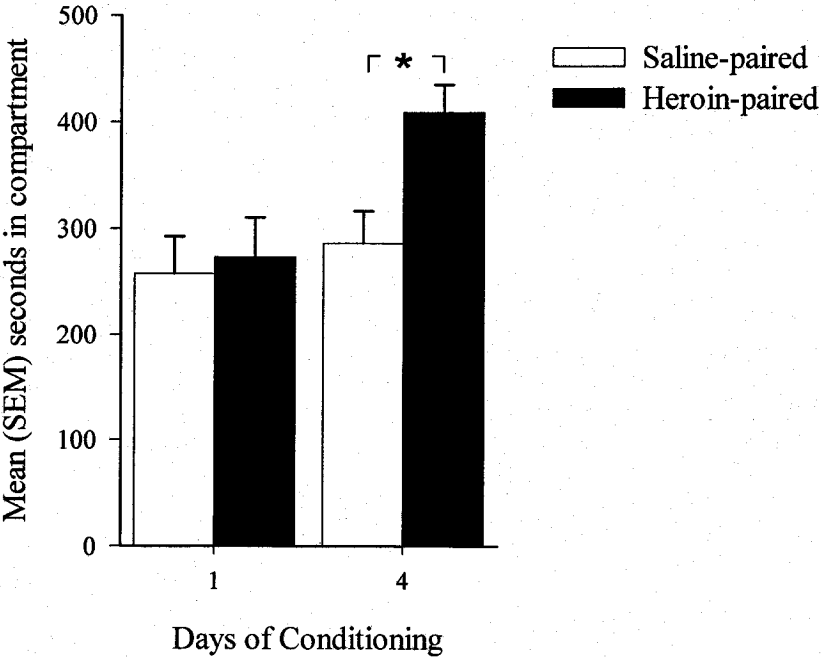 500
400
300
200
100
0
Mean (SEM) seconds in compartment
*
Saline-paired
Heroin-paired
1 4
Days of Conditioning